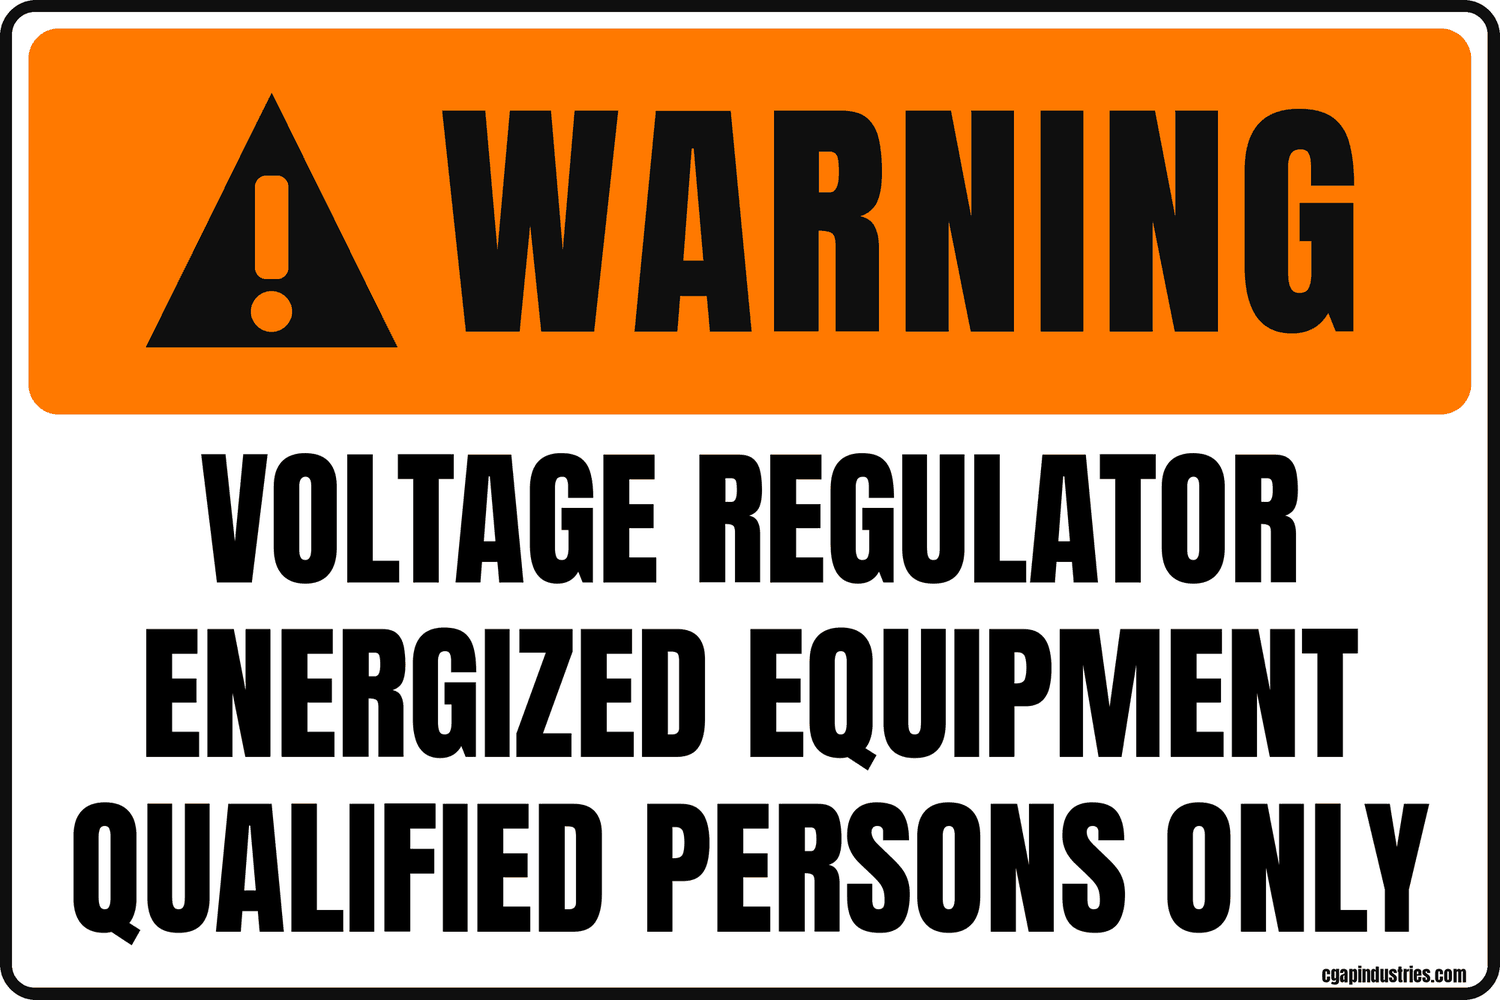 WARNING
VOLTAGE REGULATOR
ENERGIZED EQUIPMENT
QUALIFIED PERSONS ONLY
cgapindustries.com